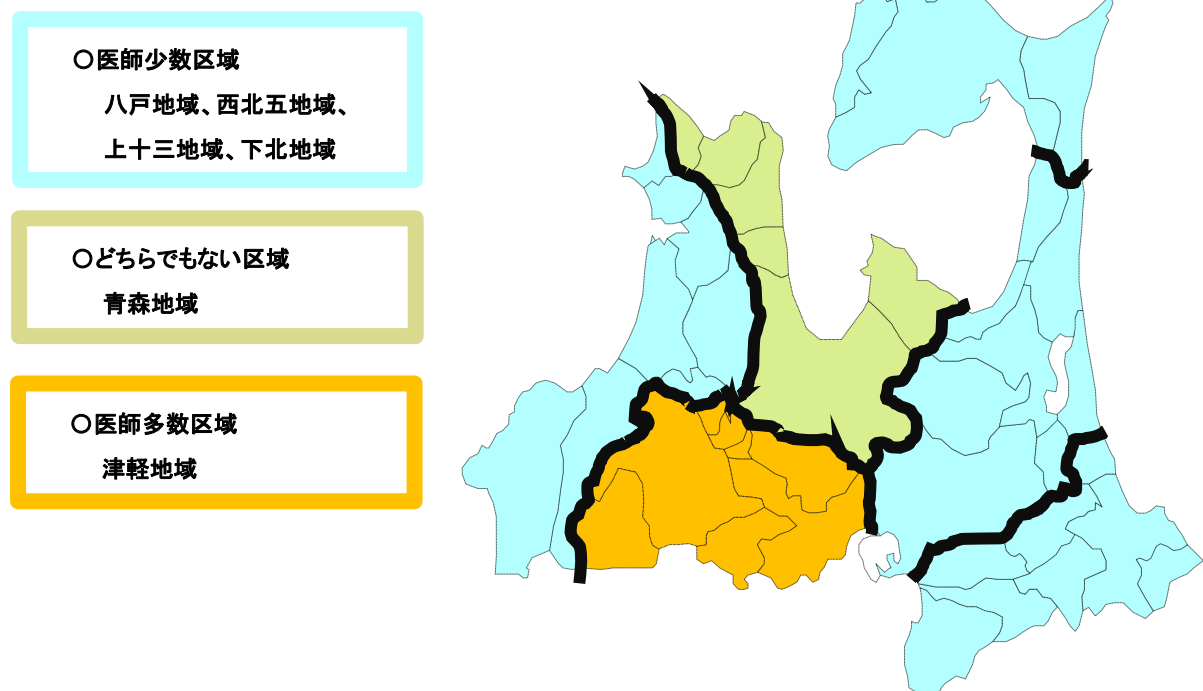 ○医師少数区域
八戸地域、西北五地域、
上十三地域、下北地域
○どちらでもない区域
青森地域
○医師多数区域
津軽地域